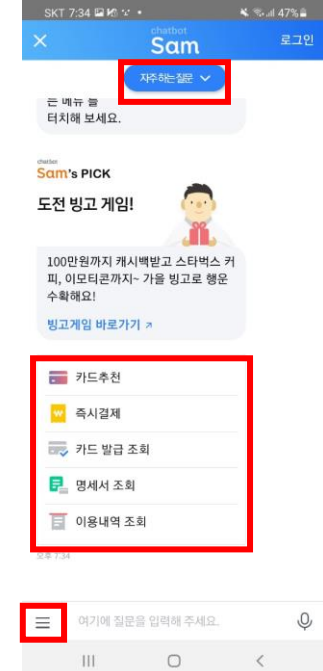 SKT 7:34
47%
chatbot
Sam
로그인
자주하는질문
른 메뉴 를
터치해 보세요.
chatbot
Sam's PICK
도전 빙고 게임!
100만원까지 캐시백받고 스타벅스 커
피, 이모티콘까지~ 가을 빙고로 행운
수확해요!
빙고게임 바로가기
카드추천
즉시결제
카드 발급 조회
명세서 조회
이용내역 조회
오후 7:34
여기에 질문을 입력해 주세요.